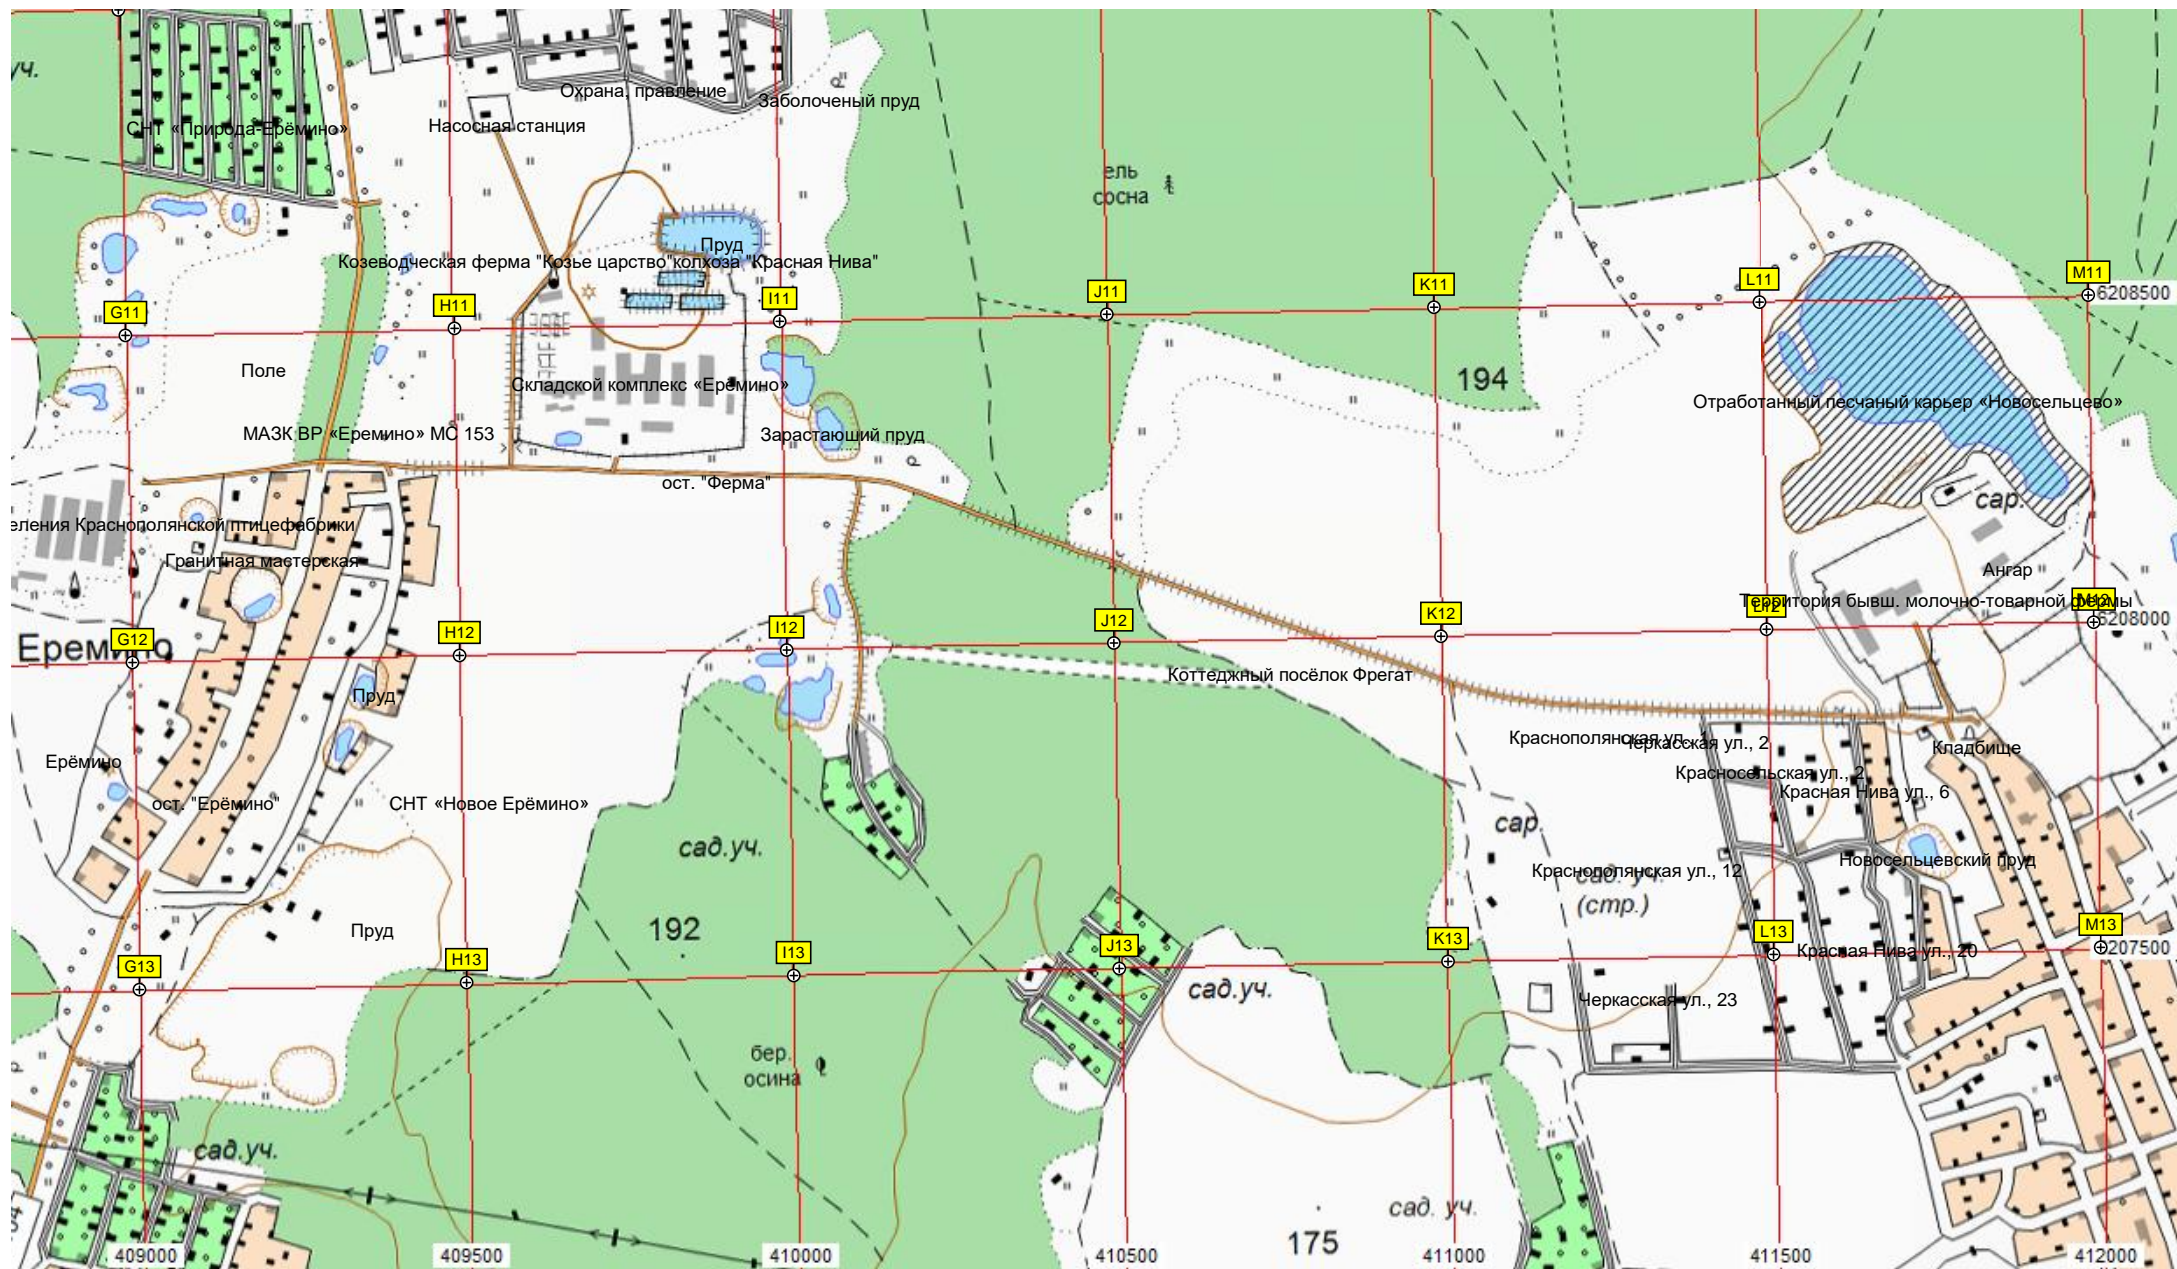 уч.
Охрана, правление
Заболоченый пруд
СНТ «Природа-Ерёмино»
Насосная станция
ель
сосна
Пруд
Козеводческая ферма "Козье царство"колхоза "Красная Нива"
G11
H11
I11
J11
K11
L11
M11
6208500
Поле
Складской комплекс «Ерёмино»
194
Отработанный песчаный карьер «Новосельцево»
МАЗК BP «Еремино» МС 153
Зарастающий пруд
ост. "Ферма"
сар.
еления Краснополянской птицефабрики
Гранитная мастерская
Ангар
Территория бывш. молочно-товарной фермы
Еремино
G12
H12
I12
J12
K12
L12
M12
6208000
Коттеджный посёлок Фрегат
Пруд
Краснополянская ул., 1
Черкасская ул., 2
Кладбище
Ерёмино
Красносельская ул., 2
Красная Нива ул., 6
ост. "Ерёмино"
СНТ «Новое Ерёмино»
сар.
сад.уч.
Новосельцевский пруд
Краснополянская ул., 12
сад. уч.
(стр.)
192
Пруд
G13
H13
I13
J13
K13
L13
M13
207500
Красная Нива ул., 20
сад.уч.
Черкасская ул., 23
бер.
осина
сад.уч.
сад. уч.
175
409000
409500
410000
410500
411000
411500
412000